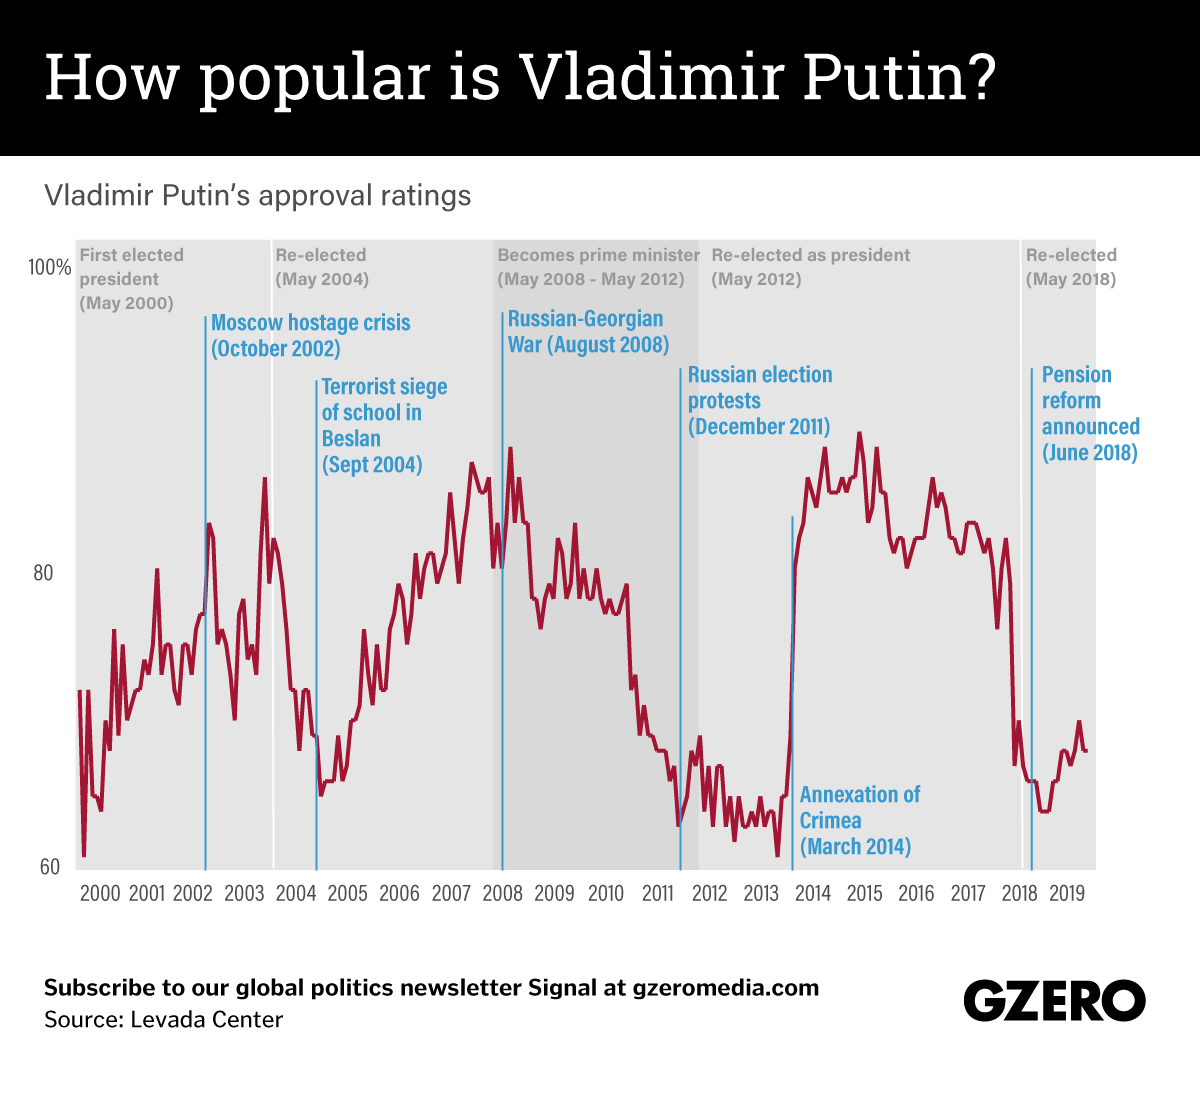 How popular is Vladimir Putin?
Vladimir Putin's approval ratings
First elected
president
(May 2000)
Re-elected
(May 2004)
Becomes prime minister
(May 2008 - May 2012)
Re-elected as president
(May 2012)
Re-elected
(May 2018)
100%
80
60
Moscow hostage crisis
(October 2002)
Terrorist siege
of school in
Beslan
(Sept 2004)
Russian-Georgian
War (August 2008)
Russian election
protests
(December 2011)
Pension
reform
announced
(June 2018)
Annexation of
Crimea
(March 2014)
2000 2001 2002 2003 2004 2005 2006 2007 2008 2009 2010 2011 2012 2013 2014 2015 2016 2017 2018 2019
Subscribe to our global politics newsletter Signal at gzeromedia.com
Source: Levada Center
GZERO